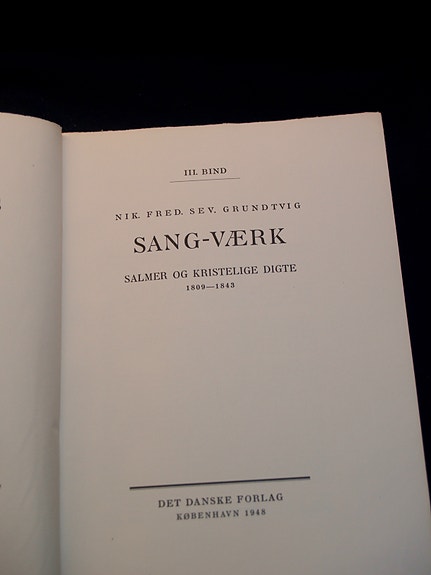 III. BIND
NIK. FRED. SEV. GRUNDTVIG
SANG-VÆRK
SALMER OG KRISTELIGE DIGTE
1809—1843
DET DANSKE FORLAG
KØBENHAVN 1948